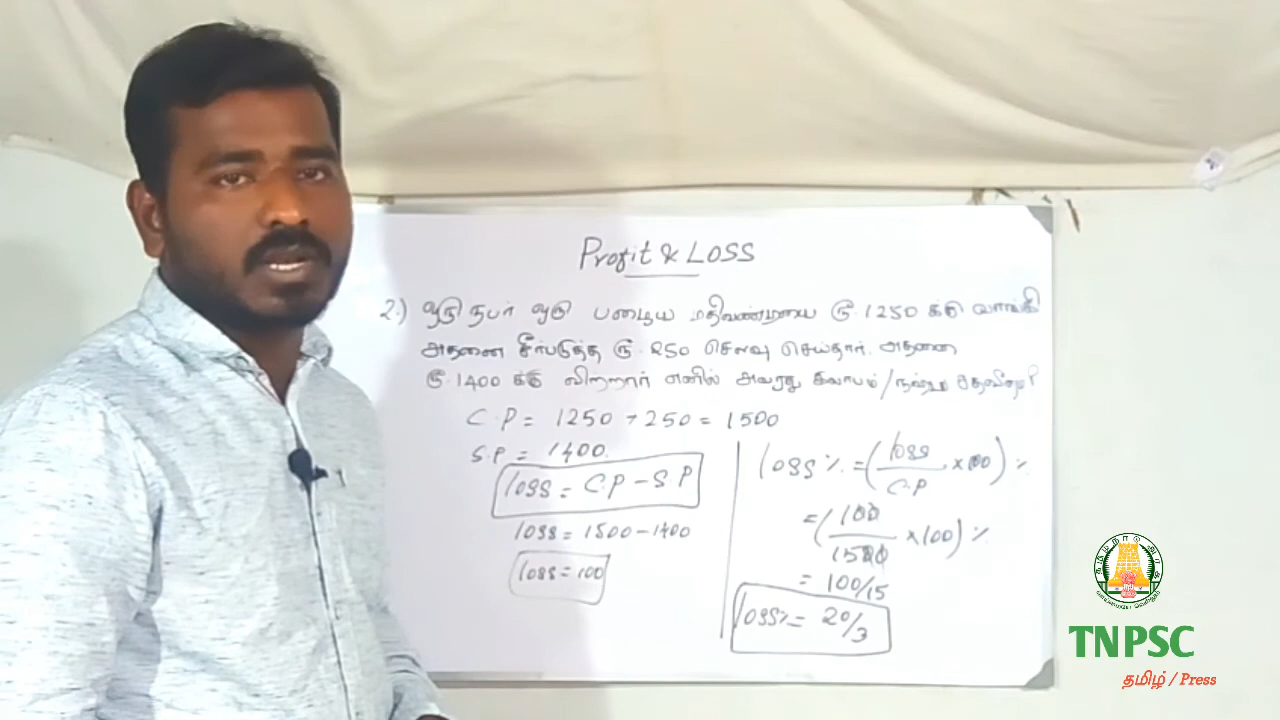 Profit & Loss
2.) ஒரு நபர் ஒரு பழைய மிதிவண்டியை ரூ.1250 க்கு வாங்கி
அதனை சீர்படுத்த ரூ.250 செலவு செய்தார். அதனை
ரூ.1400 க்கு விற்றார் எனில் அவரது இலாபம்/நஷ்ட சதவீதம்?
C.P = 1250 + 250 = 1500
S.P = 1400.
loss = C.P - S.P
loss = 1500 - 1400
loss = 100
loss % = (loss/C.P × 100) %
= (100/1500 × 100) %
= 100/15
loss% = 20/3
TNPSC
தமிழ் / Press